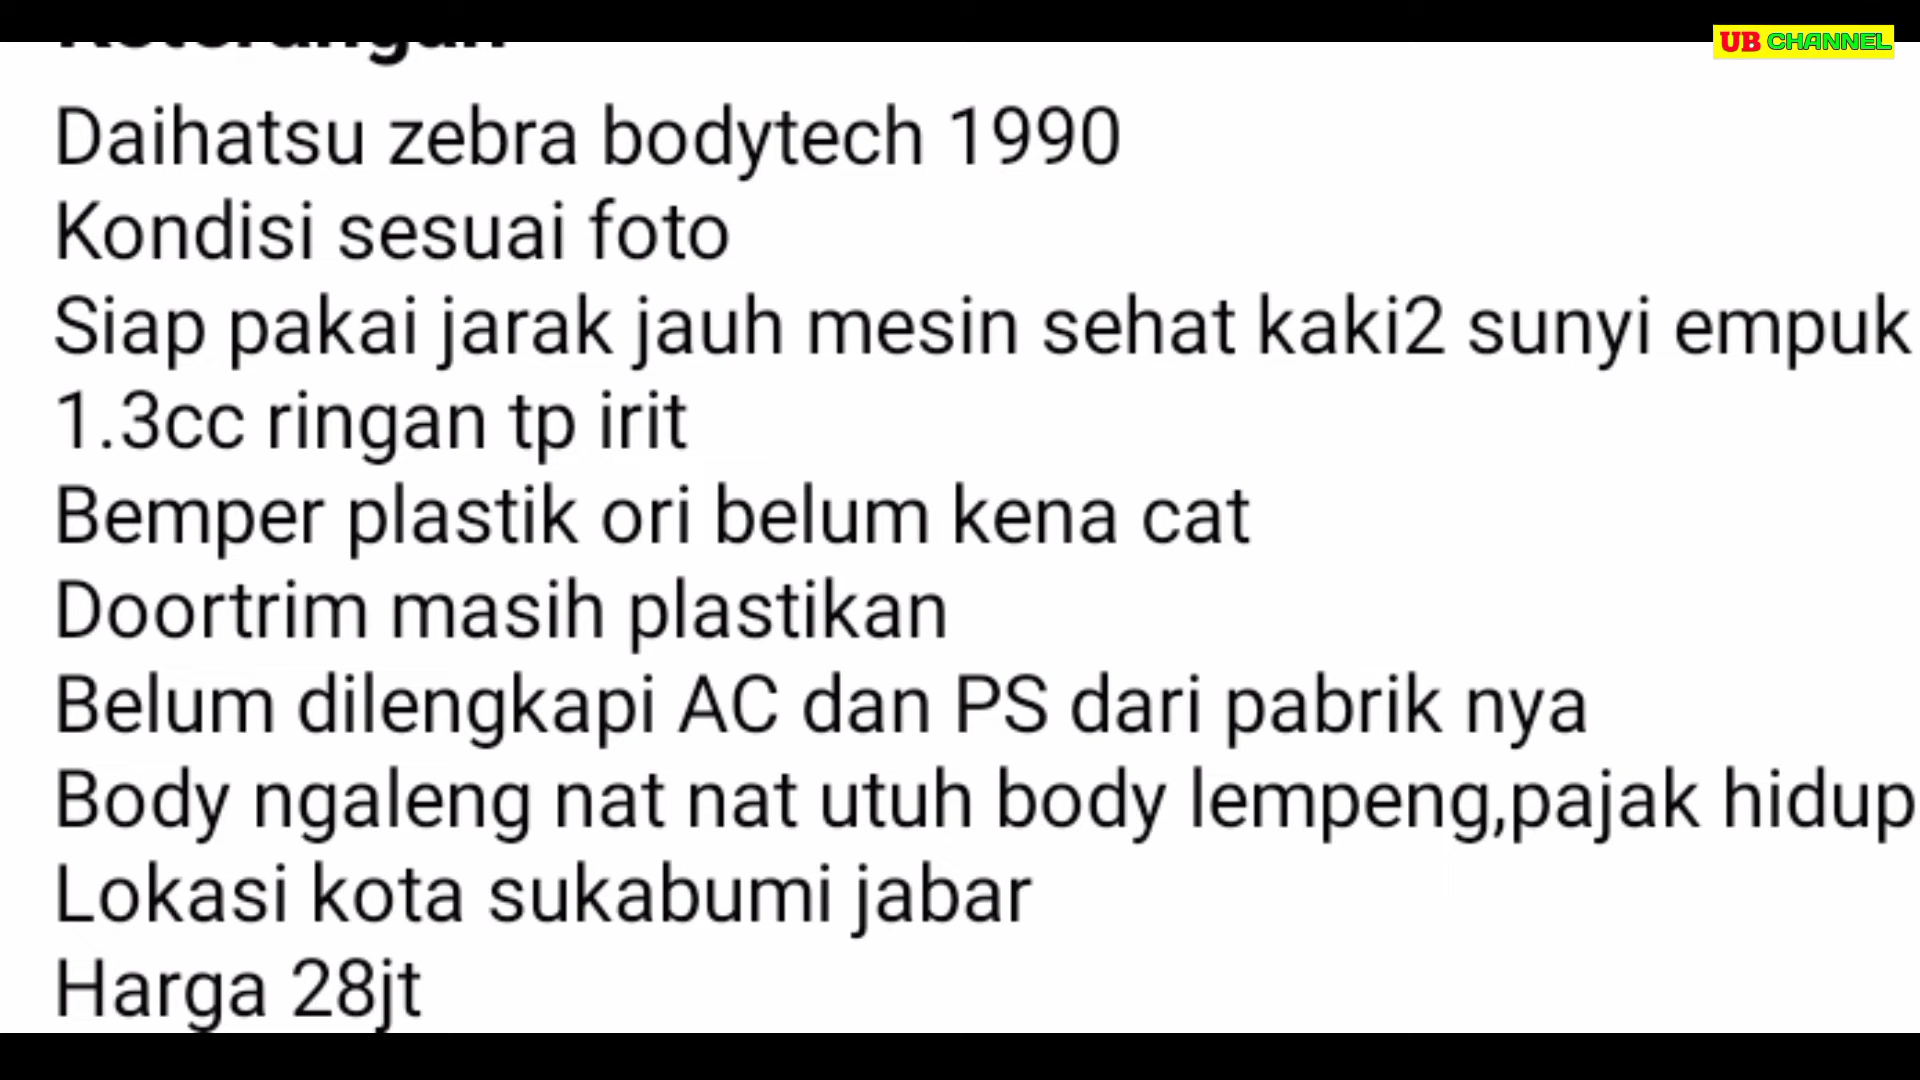 Keterangan
UB CHANNEL
Daihatsu zebra bodytech 1990
Kondisi sesuai foto
Siap pakai jarak jauh mesin sehat kaki2 sunyi empuk
1.3cc ringan tp irit
Bemper plastik ori belum kena cat
Doortrim masih plastikan
Belum dilengkapi AC dan PS dari pabrik nya
Body ngaleng nat nat utuh body lempeng,pajak hidup
Lokasi kota sukabumi jabar
Harga 28jt